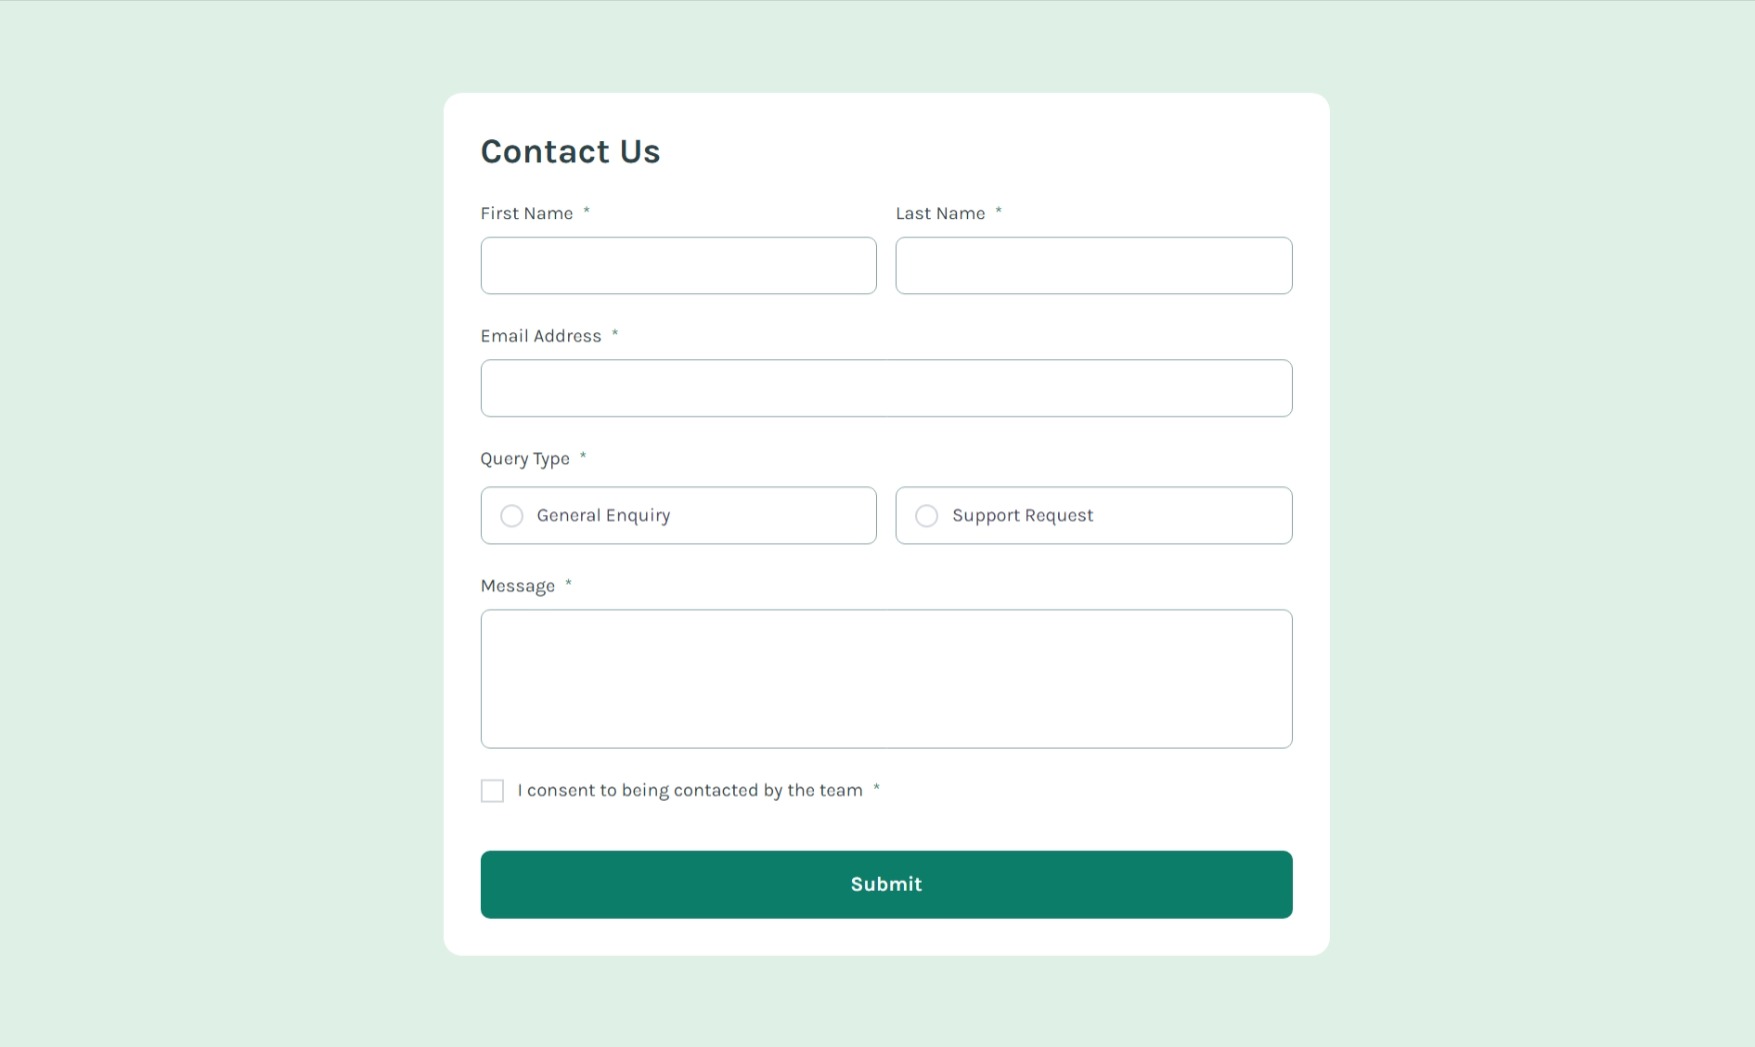 Contact Us
First Name *
Last Name *
Email Address *
Query Type *
General Enquiry
Support Request
Message *
I consent to being contacted by the team *
Submit